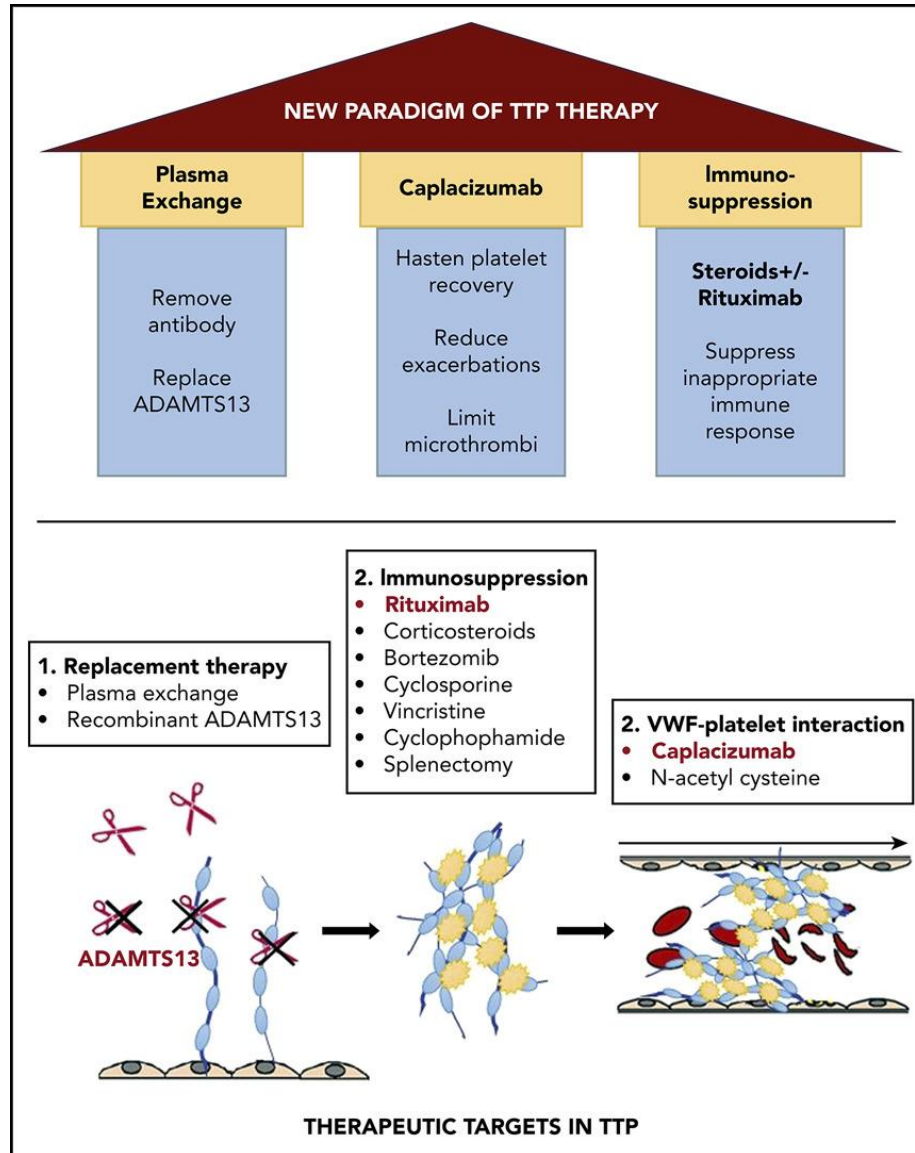 NEW PARADIGM OF TTP THERAPY
Plasma
Exchange
Caplacizumab
Immuno-
suppression
Remove
antibody
Replace
ADAMTS13
Hasten platelet
recovery
Reduce
exacerbations
Limit
microthrombi
Steroids+/-
Rituximab
Suppress
inappropriate
immune
response
1. Replacement therapy
• Plasma exchange
• Recombinant ADAMTS13
2. Immunosuppression
• Rituximab
• Corticosteroids
• Bortezomib
• Cyclosporine
• Vincristine
• Cyclophophamide
• Splenectomy
2. VWF-platelet interaction
• Caplacizumab
• N-acetyl cysteine
ADAMTS13
THERAPEUTIC TARGETS IN TTP